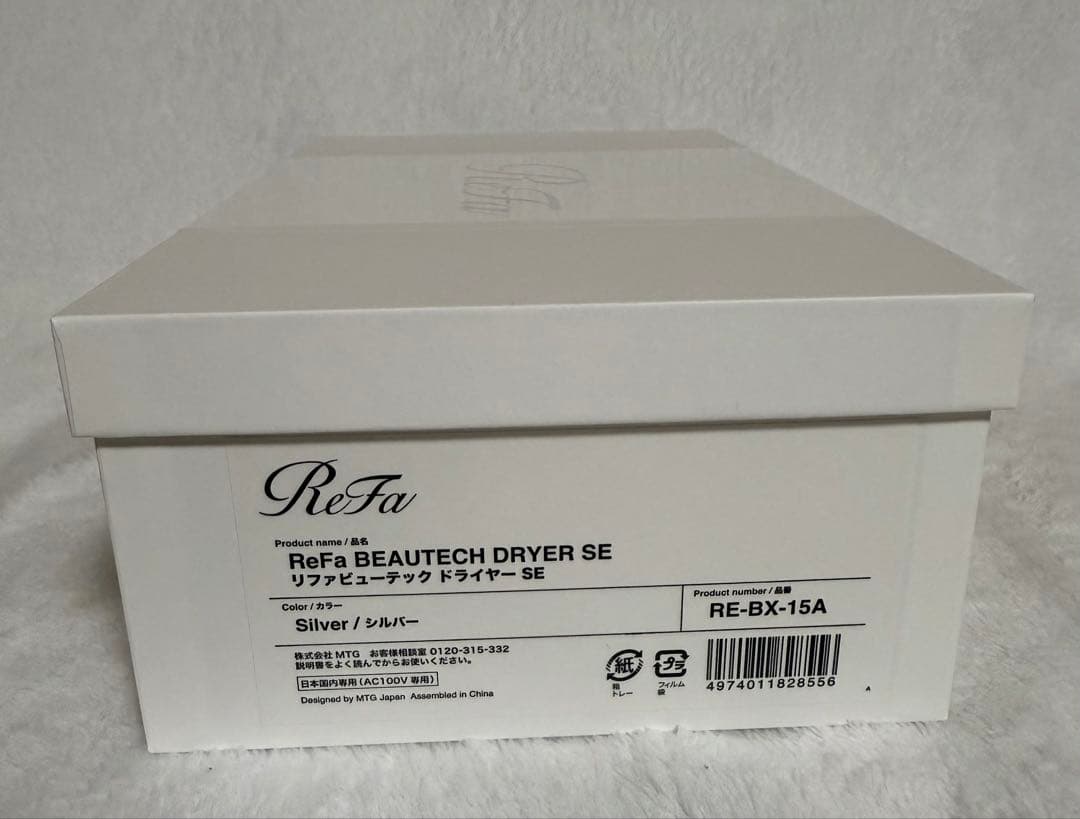 ReFa
ReFa
Product name / 品名
ReFa BEAUTECH DRYER SE
リファビューテック ドライヤー SE
Color / カラー
Silver / シルバー
Product number / 品番
RE-BX-15A
株式会社 MTG お客様相談室 0120-315-332
説明書をよく読んでからお使いください。
日本国内専用(AC100V 専用)
Designed by MTG Japan Assembled in China
紙
箱
トレー
プラ
フィルム
袋
4974011828556
A